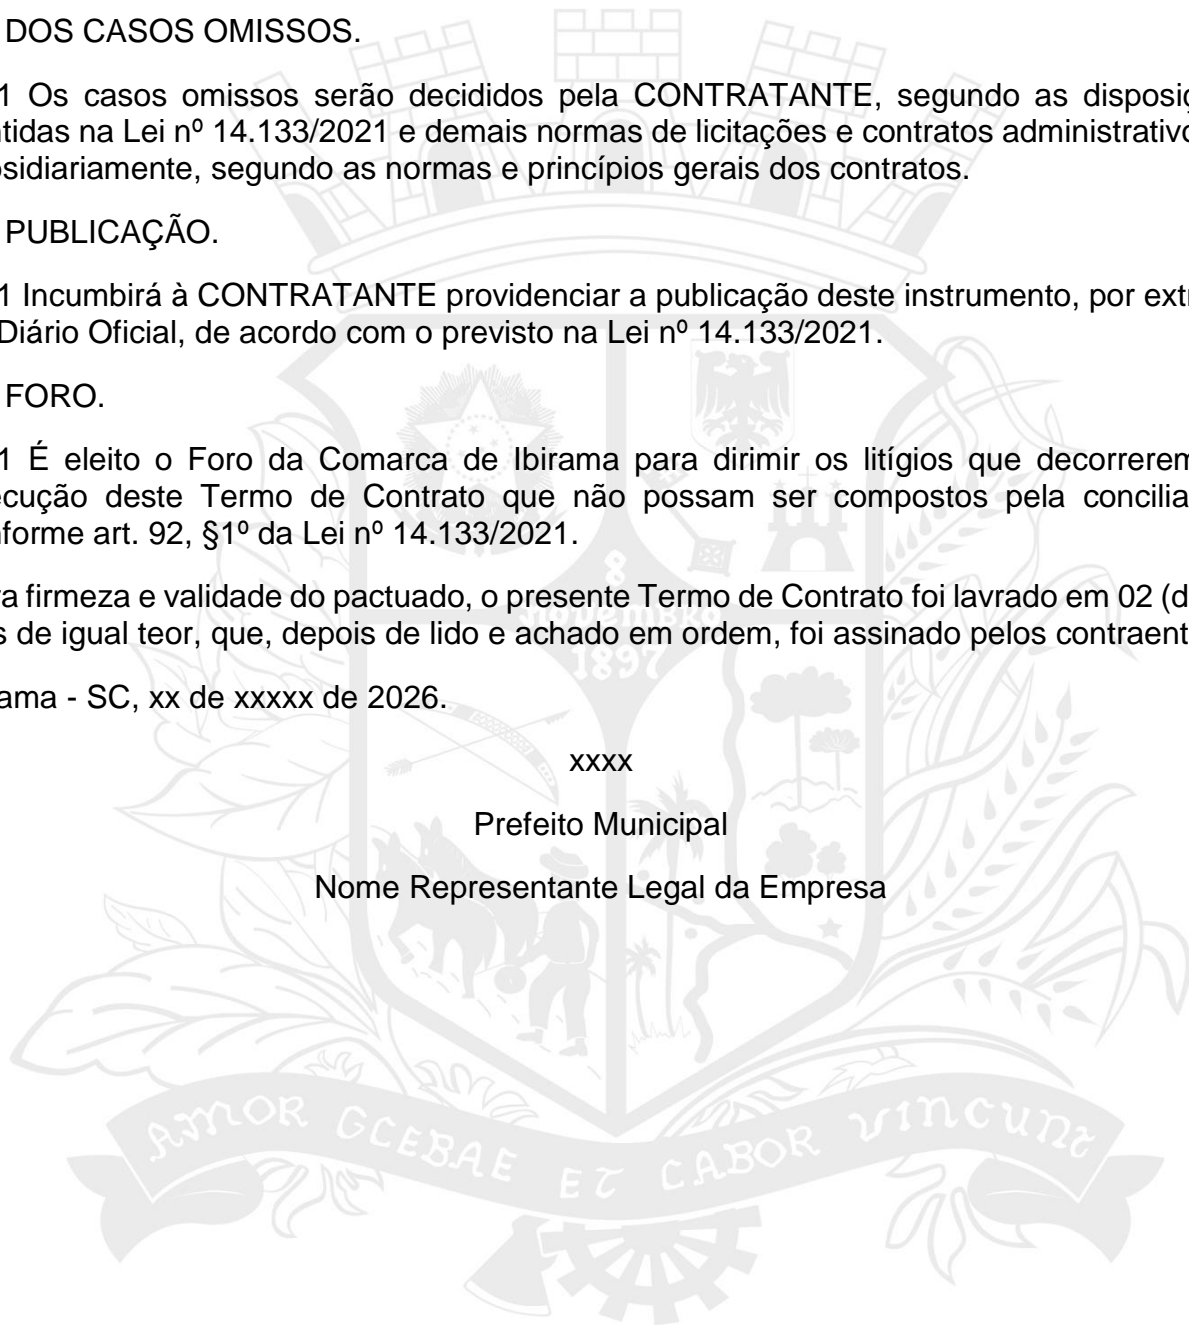 DOS CASOS OMISSOS.
1 Os casos omissos serão decididos pela CONTRATANTE, segundo as disposiç
tidas na Lei nº 14.133/2021 e demais normas de licitações e contratos administrativo
sidiariamente, segundo as normas e princípios gerais dos contratos.
PUBLICAÇÃO.
1 Incumbirá à CONTRATANTE providenciar a publicação deste instrumento, por extr
Diário Oficial, de acordo com o previsto na Lei nº 14.133/2021.
FORO.
1 É eleito o Foro da Comarca de Ibirama para dirimir os litígios que decorrerem
cução deste Termo de Contrato que não possam ser compostos pela concilia
forme art. 92, §1º da Lei nº 14.133/2021.
a firmeza e validade do pactuado, o presente Termo de Contrato foi lavrado em 02 (d
s de igual teor, que, depois de lido e achado em ordem, foi assinado pelos contraent
ama - SC, xx de xxxxx de 2026.
xxxx
Prefeito Municipal
Nome Representante Legal da Empresa
8
NOVEMBRO
1897
AMOR GLEBAE ET LABOR VINCUNT